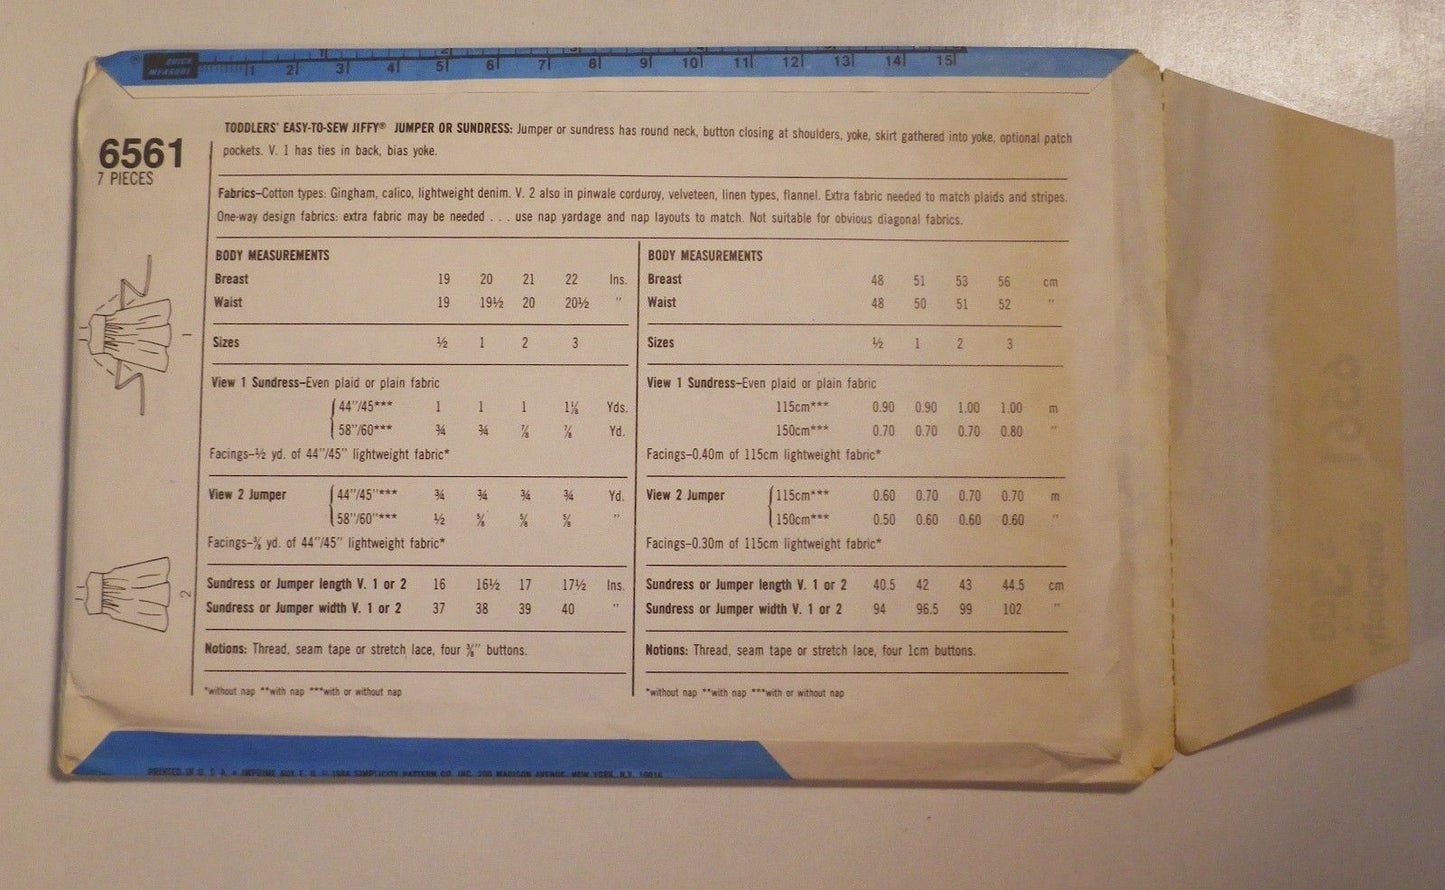 QUICK
MEASURE
1 2 3 4 5 6 7 8 9 10 11 12 13 14 15
6561
7 PIECES
TODDLERS' EASY-TO-SEW JIFFY® JUMPER OR SUNDRESS: Jumper or sundress has round neck, button closing at shoulders, yoke, skirt gathered into yoke, optional patch
pockets. V. 1 has ties in back, bias yoke.
Fabrics–Cotton types: Gingham, calico, lightweight denim. V. 2 also in pinwale corduroy, velveteen, linen types, flannel. Extra fabric needed to match plaids and stripes.
One-way design fabrics: extra fabric may be needed . . . use nap yardage and nap layouts to match. Not suitable for obvious diagonal fabrics.
BODY MEASUREMENTS
Breast 19 20 21 22 Ins.
Waist 19 19½ 20 20½ "
Sizes ½ 1 2 3
View 1 Sundress–Even plaid or plain fabric
44"/45*** 1 1 1 1⅛ Yds.
58"/60*** ¾ ¾ ⅞ ⅞ Yd.
Facings–½ yd. of 44"/45" lightweight fabric*
View 2 Jumper 44"/45"*** ¾ ¾ ¾ ¾ Yd.
58"/60"*** ½ ⅝ ⅝ ⅝ "
Facings–⅜ yd. of 44"/45" lightweight fabric*
Sundress or Jumper length V. 1 or 2 16 16½ 17 17½ Ins.
Sundress or Jumper width V. 1 or 2 37 38 39 40 "
Notions: Thread, seam tape or stretch lace, four ⅜" buttons.
*without nap **with nap ***with or without nap
BODY MEASUREMENTS
Breast 48 51 53 56 cm
Waist 48 50 51 52 "
Sizes ½ 1 2 3
View 1 Sundress–Even plaid or plain fabric
115cm*** 0.90 0.90 1.00 1.00 m
150cm*** 0.70 0.70 0.70 0.80 "
Facings–0.40m of 115cm lightweight fabric*
View 2 Jumper 115cm*** 0.60 0.70 0.70 0.70 m
150cm*** 0.50 0.60 0.60 0.60 "
Facings–0.30m of 115cm lightweight fabric*
Sundress or Jumper length V. 1 or 2 40.5 42 43 44.5 cm
Sundress or Jumper width V. 1 or 2 94 96.5 99 102 "
Notions: Thread, seam tape or stretch lace, four 1cm buttons.
*without nap **with nap ***with or without nap
1
2
PRINTED IN U. S. A. SIMPLICITY PATTERN CO. INC. 200 MADISON AVENUE, NEW YORK, N.Y. 10016